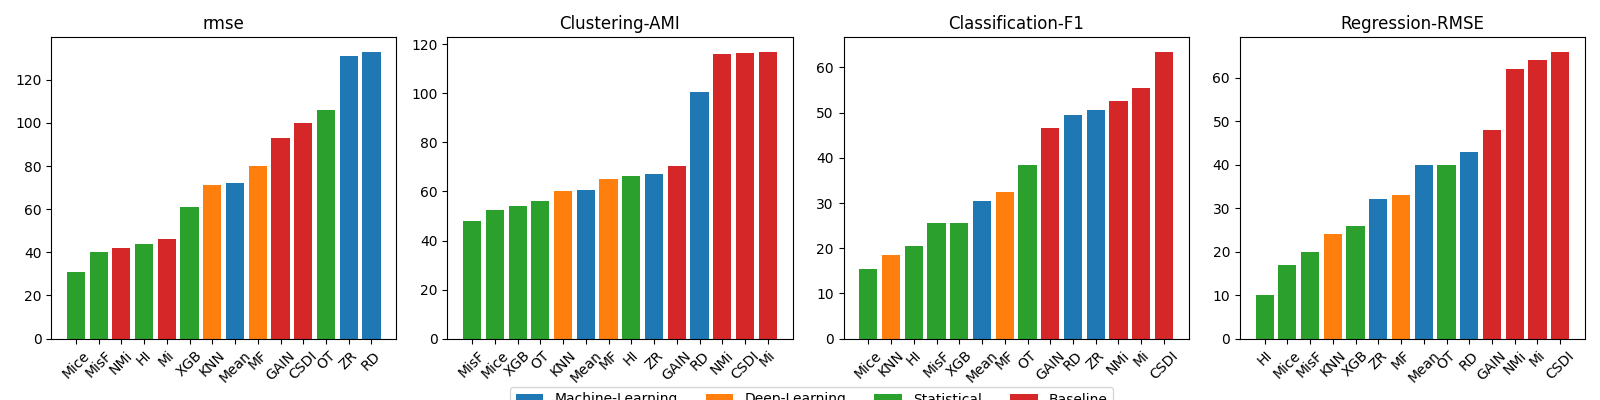 rmse
0 20 40 60 80 100 120
Mice MisF NMi HI Mi XGB KNN Mean MF GAIN CSDI OT ZR RD
Clustering-AMI
0 20 40 60 80 100 120
MisF Mice XGB OT KNN Mean MF HI ZR GAIN RD NMi CSDI Mi
Classification-F1
0 10 20 30 40 50 60
Mice KNN HI MisF XGB Mean MF OT GAIN RD ZR NMi Mi CSDI
Regression-RMSE
0 10 20 30 40 50 60
HI Mice MisF KNN XGB ZR MF Mean OT RD GAIN NMi Mi CSDI
Machine-Learning Deep-Learning Statistical Baseline